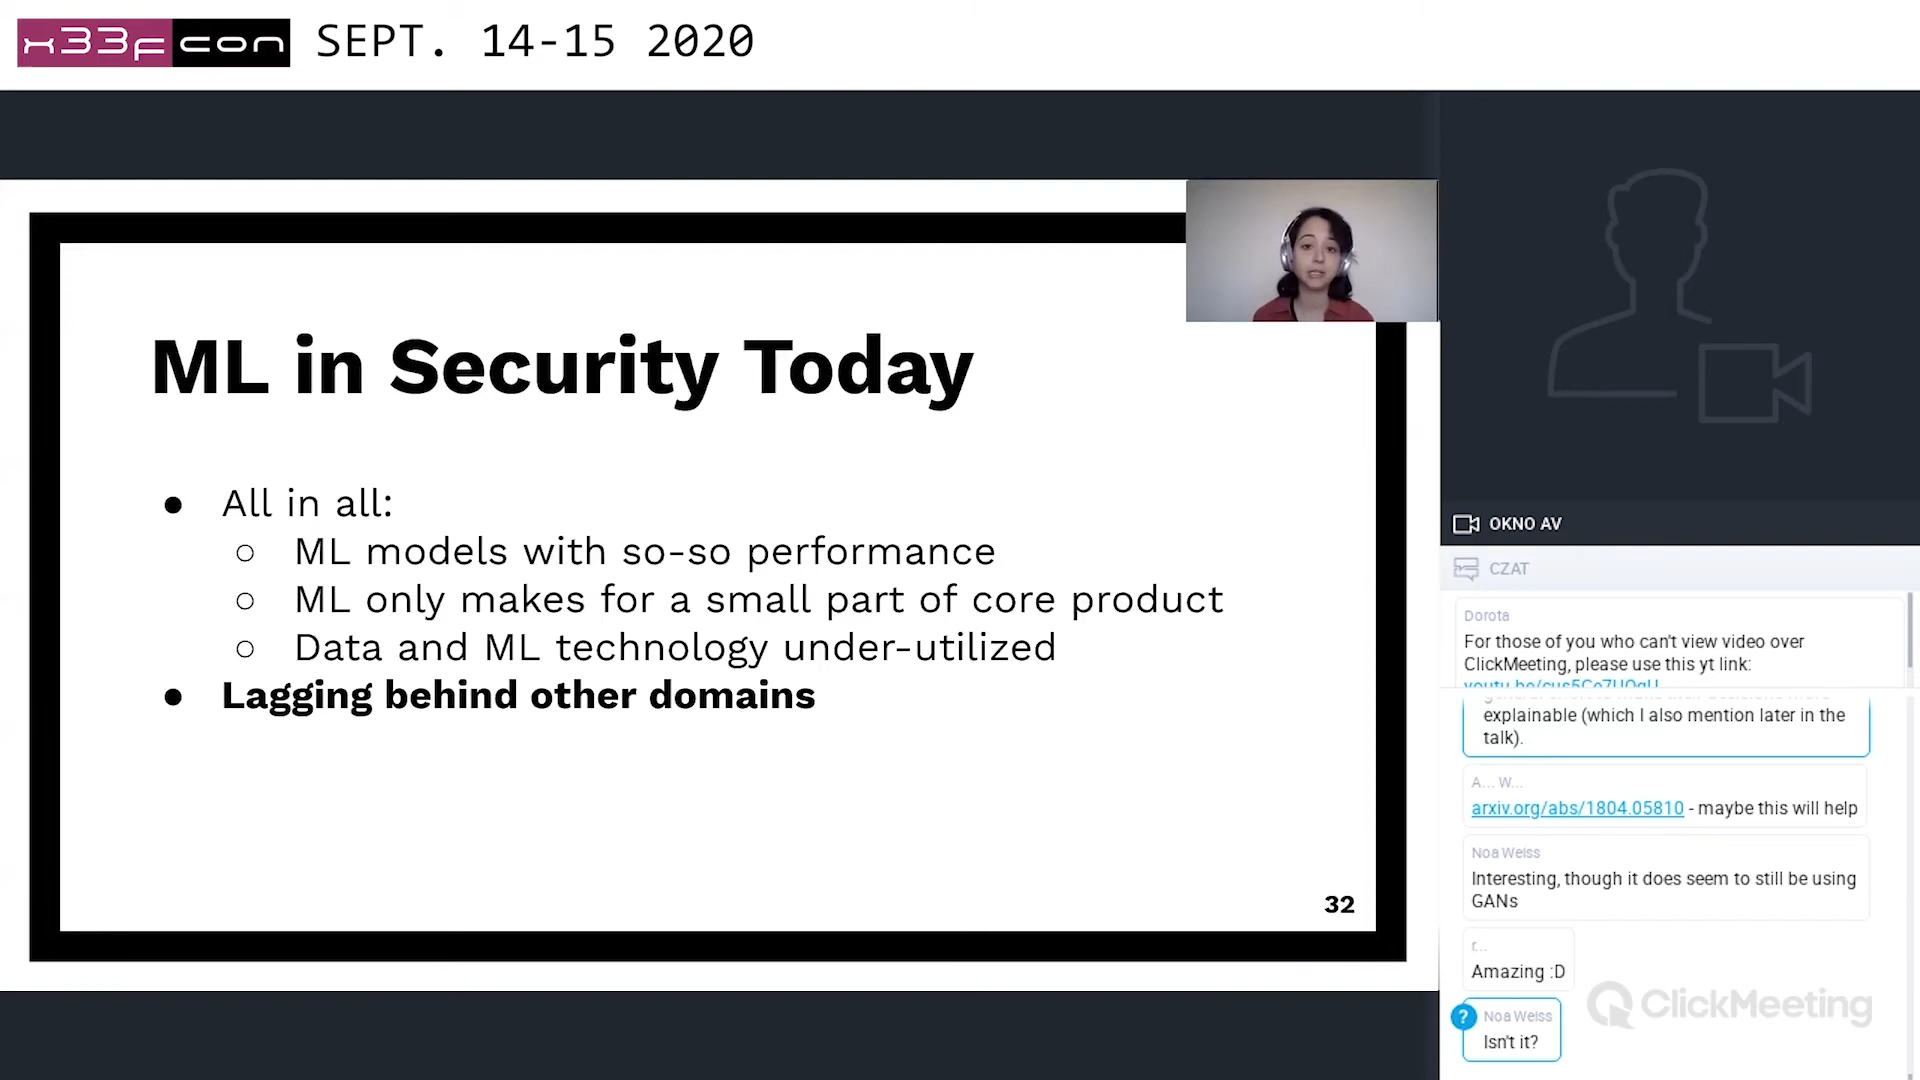 x33fcon SEPT. 14-15 2020
ML in Security Today
● All in all:
○ ML models with so-so performance
○ ML only makes for a small part of core product
○ Data and ML technology under-utilized
● Lagging behind other domains
32
OKNO AV
CZAT
Dorota
For those of you who can't view video over
ClickMeeting, please use this yt link:
explainable (which I also mention later in the
talk).
A... W...
arxiv.org/abs/1804.05810 - maybe this will help
Noa Weiss
Interesting, though it does seem to still be using
GANs
r...
Amazing :D
? Noa Weiss
Isn't it?
ClickMeeting